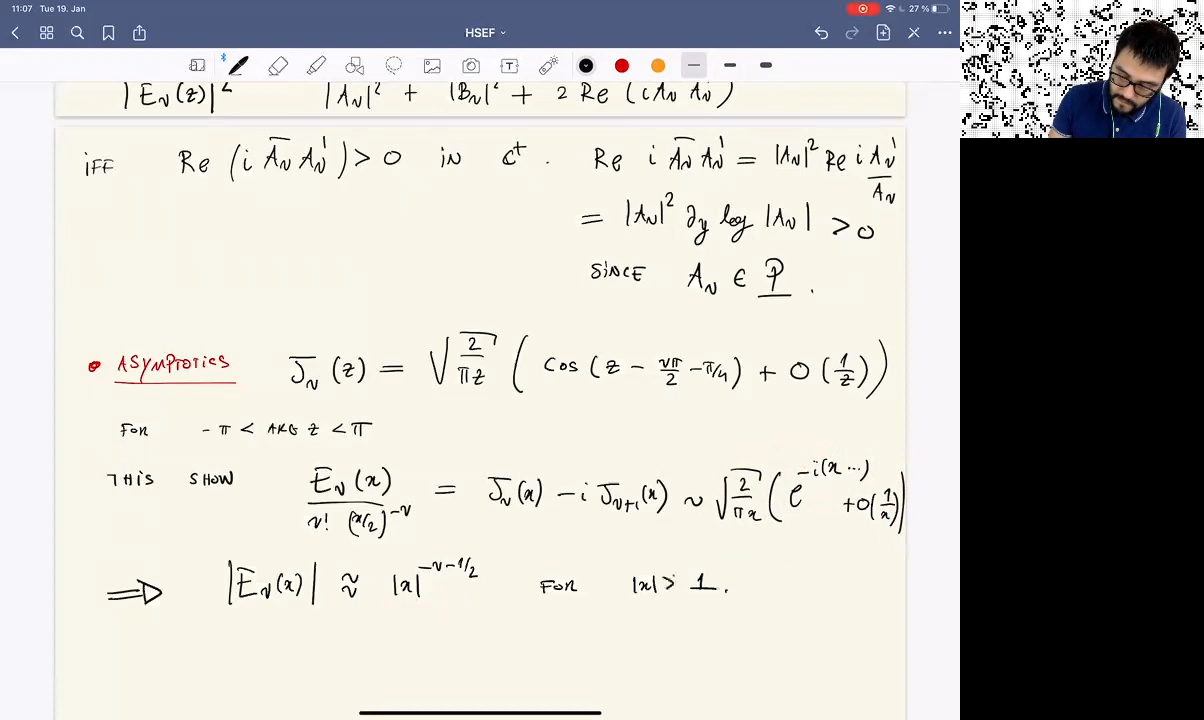 11:07 Tue 19. Jan
27 %
HSEF
|E_ν(z)|² |A_ν|² + |B_ν|² + 2 Re (i A_ν A_ν)
IFF Re (i A̅_ν A_ν') > 0 IN ℂ⁺. Re i A̅_ν A_ν' = |A_ν|² Re i A_ν'/A_ν
= |A_ν|² ∂_y log |A_ν| > 0
SINCE A_ν ∈ P.
• ASYMPTOTICS J_ν(z) = √(2/πz) ( cos (z − νπ/2 − π/4) + O(1/z) )
FOR −π < ARG z < π
THIS SHOW E_ν(x) / ν! (x/2)^{−ν} = J_ν(x) − i J_{ν+1}(x) ~ √(2/πx) ( e^{−i(x ...)} + O(1/x) )
⟹ |E_ν(x)| ≈ |x|^{−ν−1/2} FOR |x| > 1.